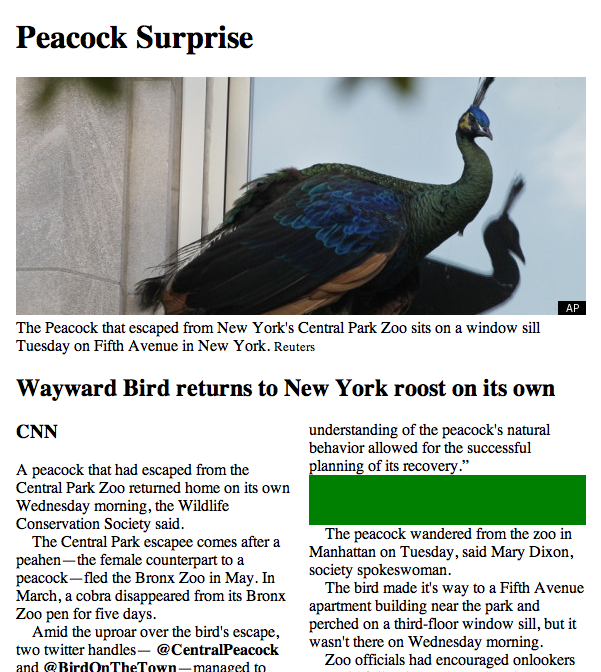 Peacock Surprise
AP
The Peacock that escaped from New York's Central Park Zoo sits on a window sill
Tuesday on Fifth Avenue in New York. Reuters
Wayward Bird returns to New York roost on its own
CNN
A peacock that had escaped from the
Central Park Zoo returned home on its own
Wednesday morning, the Wildlife
Conservation Society said.
The Central Park escapee comes after a
peahen—the female counterpart to a
peacock—fled the Bronx Zoo in May. In
March, a cobra disappeared from its Bronx
Zoo pen for five days.
Amid the uproar over the bird's escape,
two twitter handles— @CentralPeacock
and @BirdOnTheTown—managed to
understanding of the peacock's natural
behavior allowed for the successful
planning of its recovery.”
The peacock wandered from the zoo in
Manhattan on Tuesday, said Mary Dixon,
society spokeswoman.
The bird made it's way to a Fifth Avenue
apartment building near the park and
perched on a third-floor window sill, but it
wasn't there on Wednesday morning.
Zoo officials had encouraged onlookers